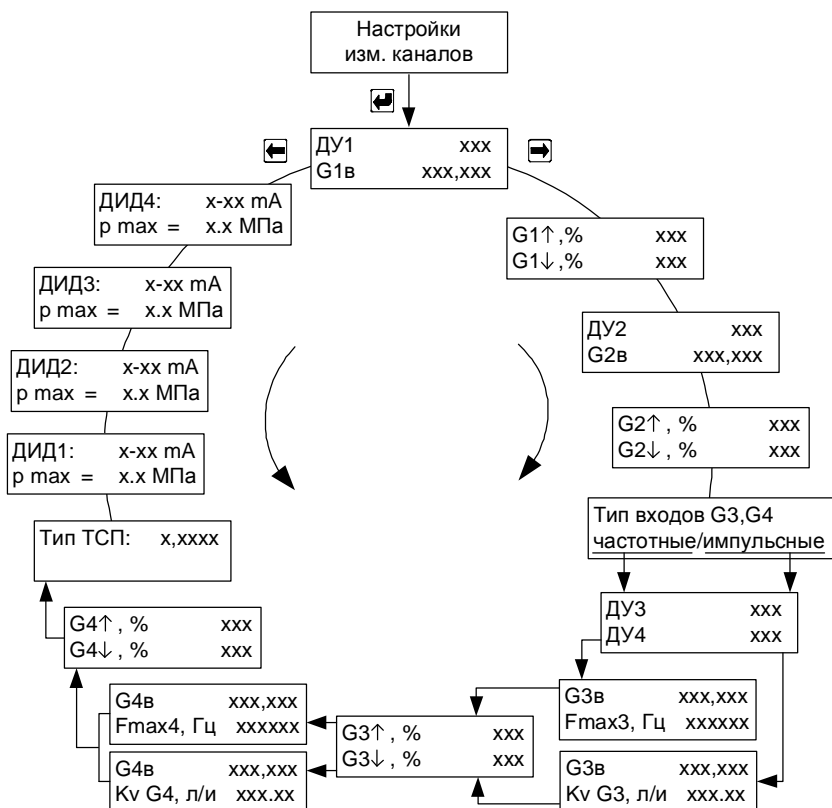 Настройки
изм. каналов
ДУ1 xxx
G1в xxx,xxx
G1↑,% xxx
G1↓,% xxx
ДУ2 xxx
G2в xxx,xxx
G2↑, % xxx
G2↓, % xxx
Тип входов G3,G4
частотные/импульсные
ДУ3 xxx
ДУ4 xxx
G3в xxx,xxx
Fmax3, Гц xxxxxx
G3в xxx,xxx
Kv G3, л/и xxx.xx
G3↑, % xxx
G3↓, % xxx
G4в xxx,xxx
Fmax4, Гц xxxxxx
G4в xxx,xxx
Kv G4, л/и xxx.xx
G4↑, % xxx
G4↓, % xxx
Тип ТСП: x,xxxx
ДИД1: x-xx mA
p max = x.x МПа
ДИД2: x-xx mA
p max = x.x МПа
ДИД3: x-xx mA
p max = x.x МПа
ДИД4: x-xx mA
p max = x.x МПа